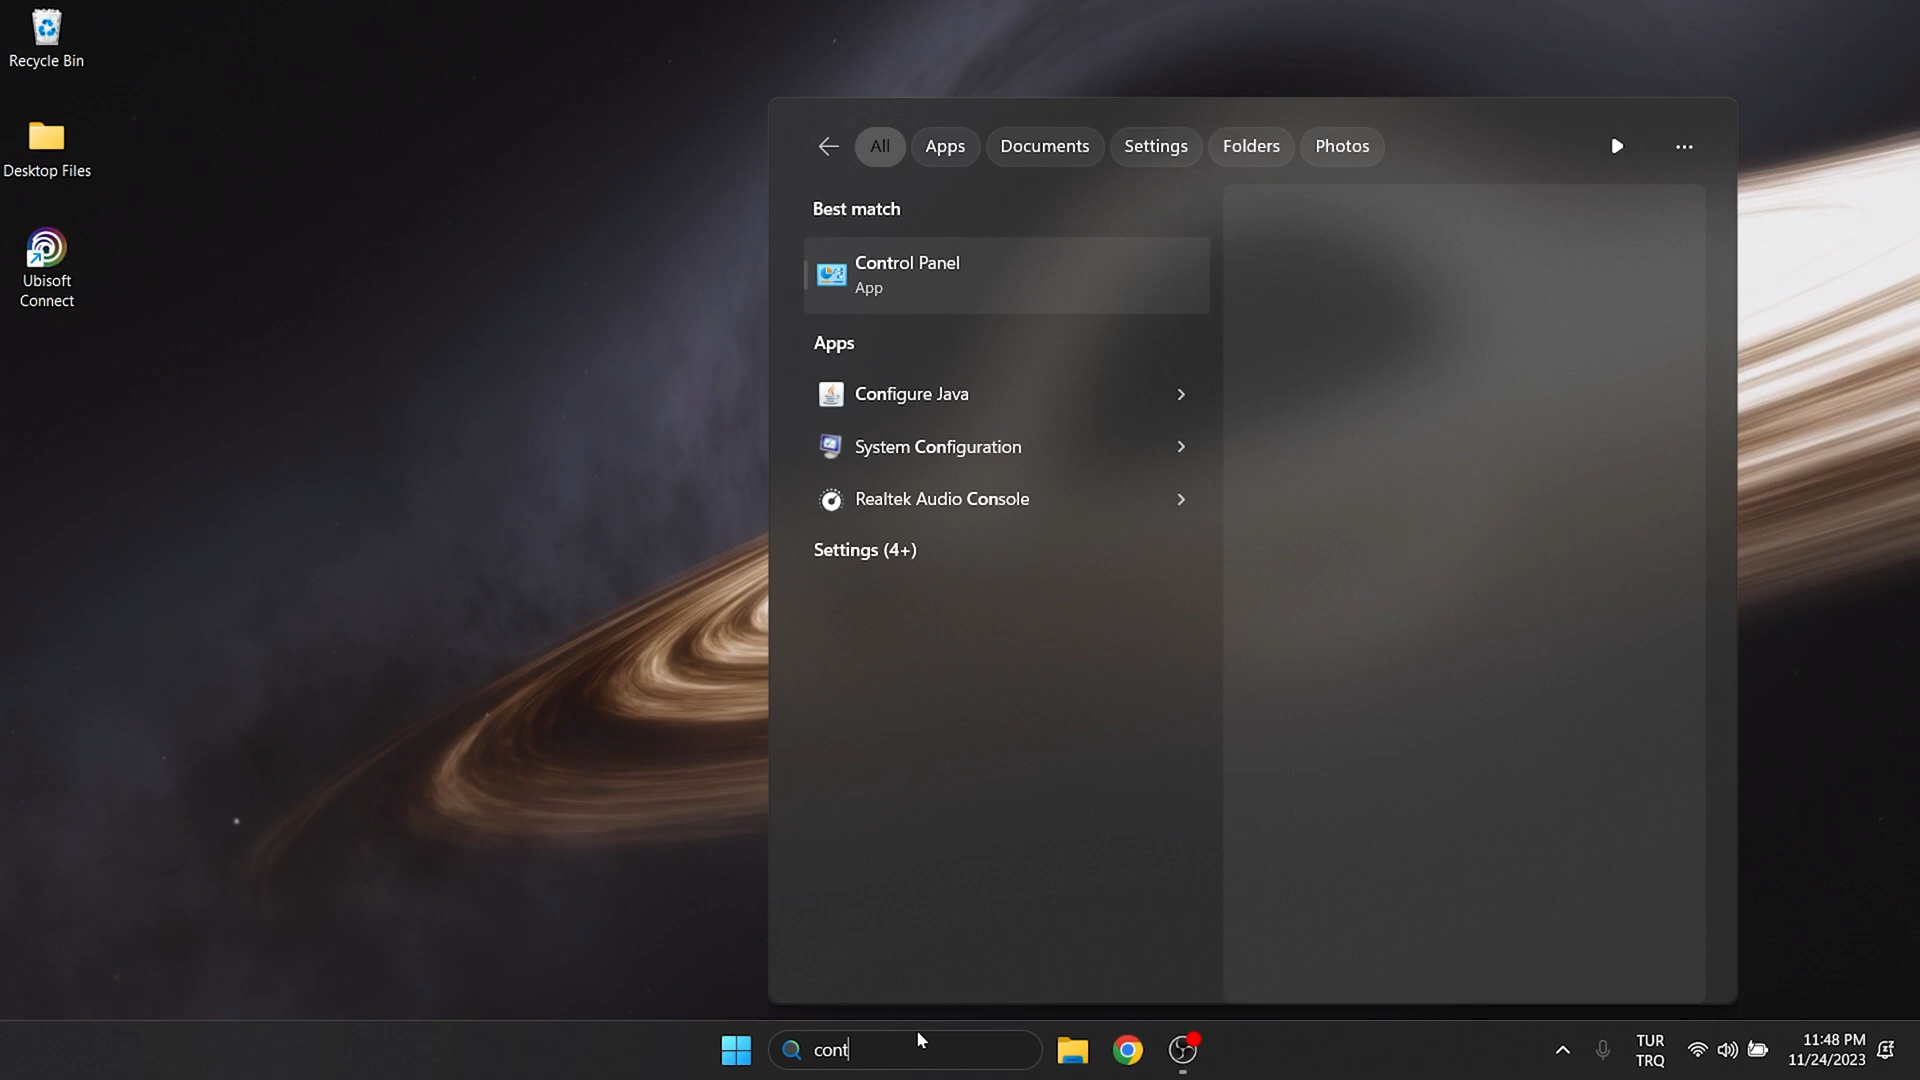 Recycle Bin
Desktop Files
Ubisoft
Connect
All Apps Documents Settings Folders Photos
Best match
Control Panel
App
Apps
Configure Java
System Configuration
Realtek Audio Console
Settings (4+)
cont
TUR
TRQ
11:48 PM
11/24/2023